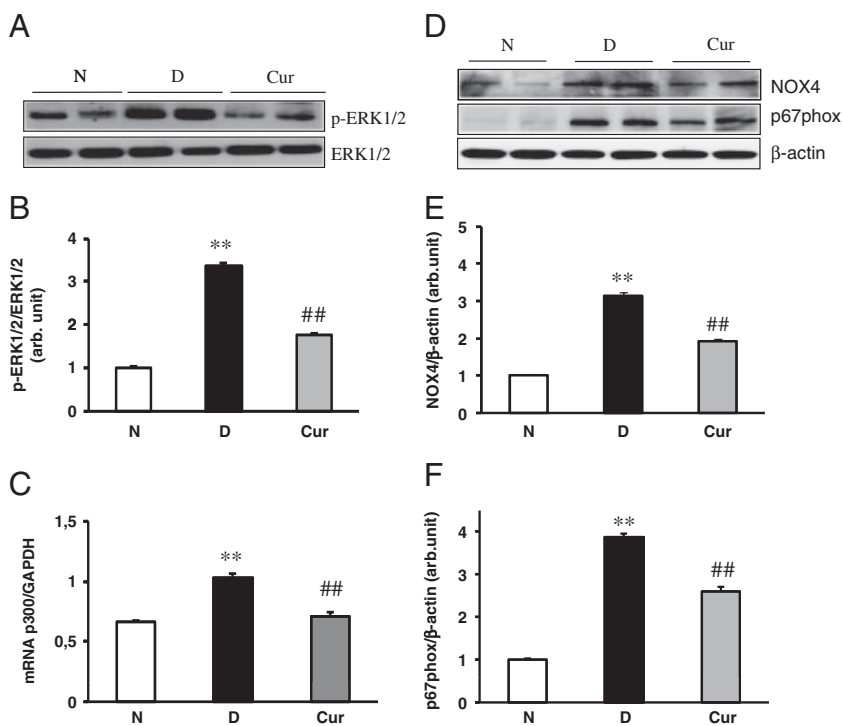 A
N D Cur
p-ERK1/2
ERK1/2
B
p-ERK1/2/ERK1/2
(arb. unit)
4
3
2
1
0
**
##
N D Cur
C
mRNA p300/GAPDH
1,5
1
0,5
0
**
##
N D Cur
D
N D Cur
NOX4
p67phox
β-actin
E
NOX4/β-actin (arb.unit)
5
4
3
2
1
0
**
##
N D Cur
F
p67phox/β-actin (arb.unit)
4
3
2
1
0
**
##
N D Cur